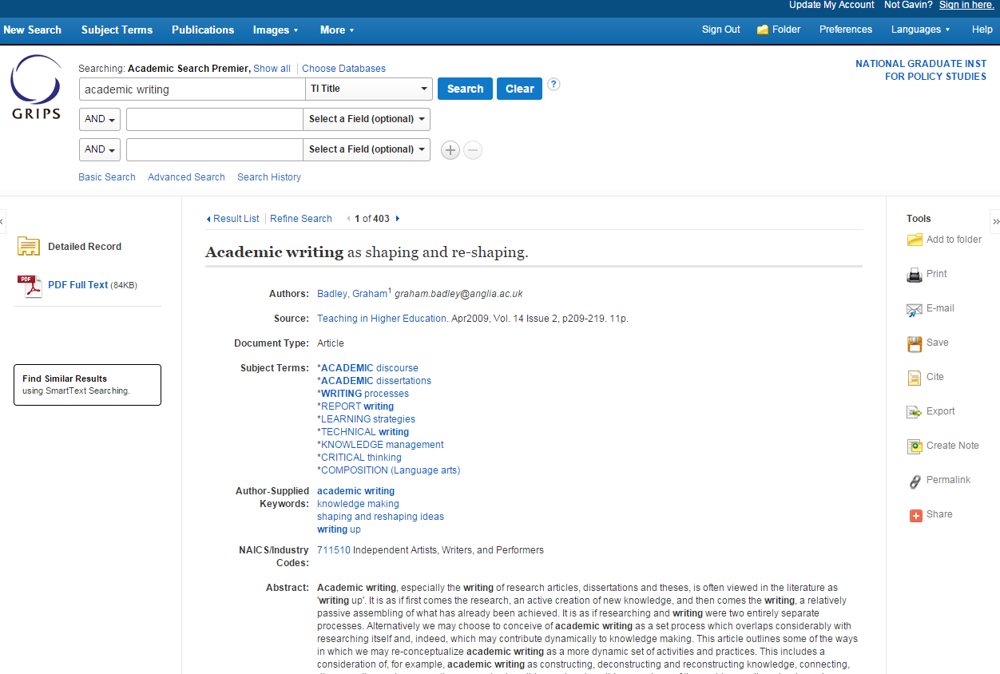 Update My Account Not Gavin? Sign in here.
New Search Subject Terms Publications Images More Sign Out Folder Preferences Languages Help
GRIPS
Searching: Academic Search Premier, Show all Choose Databases
NATIONAL GRADUATE INST
FOR POLICY STUDIES
academic writing TI Title Search Clear ?
AND Select a Field (optional)
AND Select a Field (optional)
Basic Search Advanced Search Search History
Detailed Record
PDF PDF Full Text (84KB)
Find Similar Results
using SmartText Searching.
Result List Refine Search 1 of 403
Academic writing as shaping and re-shaping.
Authors: Badley, Graham1 graham.badley@anglia.ac.uk
Source: Teaching in Higher Education. Apr2009, Vol. 14 Issue 2, p209-219. 11p.
Document Type: Article
Subject Terms: *ACADEMIC discourse
*ACADEMIC dissertations
*WRITING processes
*REPORT writing
*LEARNING strategies
*TECHNICAL writing
*KNOWLEDGE management
*CRITICAL thinking
*COMPOSITION (Language arts)
Author-Supplied Keywords: academic writing
knowledge making
shaping and reshaping ideas
writing up
NAICS/Industry Codes: 711510 Independent Artists, Writers, and Performers
Abstract: Academic writing, especially the writing of research articles, dissertations and theses, is often viewed in the literature as
'writing up'. It is as if first comes the research, an active creation of new knowledge, and then comes the writing, a relatively
passive assembling of what has already been achieved. It is as if researching and writing were two entirely separate
processes. Alternatively we may choose to conceive of academic writing as a set process which overlaps considerably with
researching itself and, indeed, which may contribute dynamically to knowledge making. This article outlines some of the ways
in which we may re-conceptualize academic writing as a more dynamic set of activities and practices. This includes a
consideration of, for example, academic writing as constructing, deconstructing and reconstructing knowledge, connecting,
Tools
Add to folder
Print
E-mail
Save
Cite
Export
Create Note
Permalink
Share